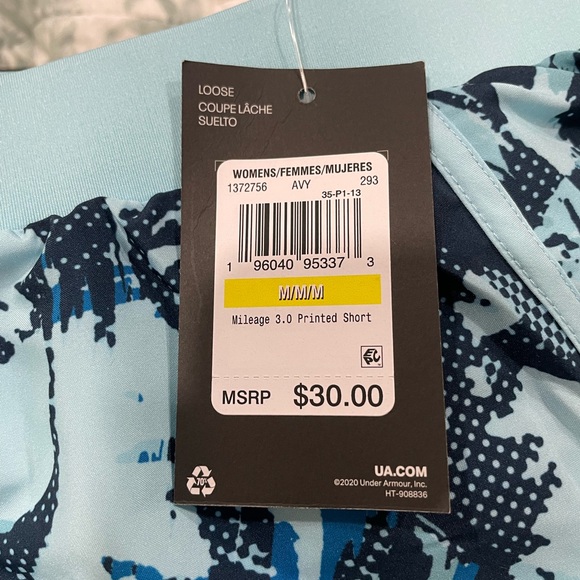 LOOSE
COUPE LÂCHE
SUELTO
WOMENS/FEMMES/MUJERES
1372756 AVY 293
35-P1-13
1 96040 95337 3
M/M/M
Mileage 3.0 Printed Short
MSRP $30.00
70%
UA.COM
©2020 Under Armour, Inc.
HT-908836